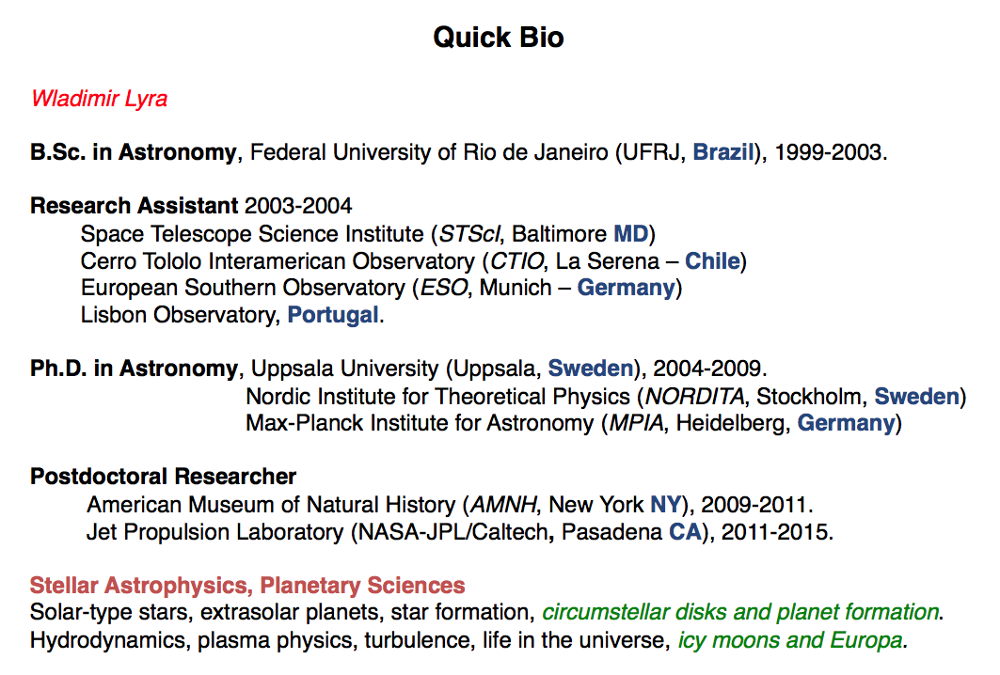 Quick Bio
Wladimir Lyra
B.Sc. in Astronomy, Federal University of Rio de Janeiro (UFRJ, Brazil), 1999-2003.
Research Assistant 2003-2004
Space Telescope Science Institute (STScI, Baltimore MD)
Cerro Tololo Interamerican Observatory (CTIO, La Serena – Chile)
European Southern Observatory (ESO, Munich – Germany)
Lisbon Observatory, Portugal.
Ph.D. in Astronomy, Uppsala University (Uppsala, Sweden), 2004-2009.
Nordic Institute for Theoretical Physics (NORDITA, Stockholm, Sweden)
Max-Planck Institute for Astronomy (MPIA, Heidelberg, Germany)
Postdoctoral Researcher
American Museum of Natural History (AMNH, New York NY), 2009-2011.
Jet Propulsion Laboratory (NASA-JPL/Caltech, Pasadena CA), 2011-2015.
Stellar Astrophysics, Planetary Sciences
Solar-type stars, extrasolar planets, star formation, circumstellar disks and planet formation.
Hydrodynamics, plasma physics, turbulence, life in the universe, icy moons and Europa.